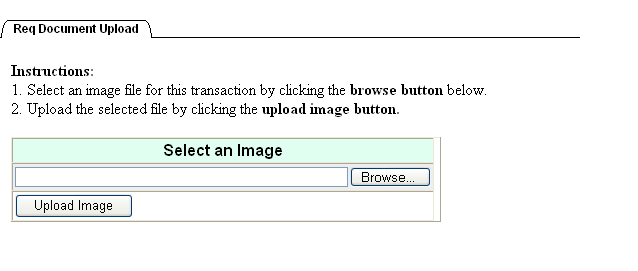 Req Document Upload
Instructions:
1. Select an image file for this transaction by clicking the browse button below.
2. Upload the selected file by clicking the upload image button.
Select an Image
Browse...
Upload Image